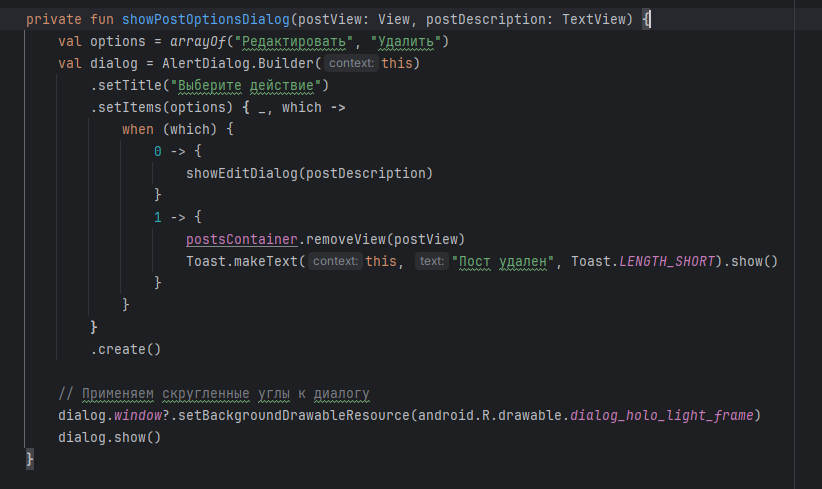 private fun showPostOptionsDialog(postView: View, postDescription: TextView) {
    val options = arrayOf("Редактировать", "Удалить")
    val dialog = AlertDialog.Builder( context: this)
        .setTitle("Выберите действие")
        .setItems(options) { _, which ->
            when (which) {
                0 -> {
                    showEditDialog(postDescription)
                }
                1 -> {
                    postsContainer.removeView(postView)
                    Toast.makeText( context: this, text: "Пост удален", Toast.LENGTH_SHORT).show()
                }
            }
        }
        .create()

    // Применяем скругленные углы к диалогу
    dialog.window?.setBackgroundDrawableResource(android.R.drawable.dialog_holo_light_frame)
    dialog.show()
}